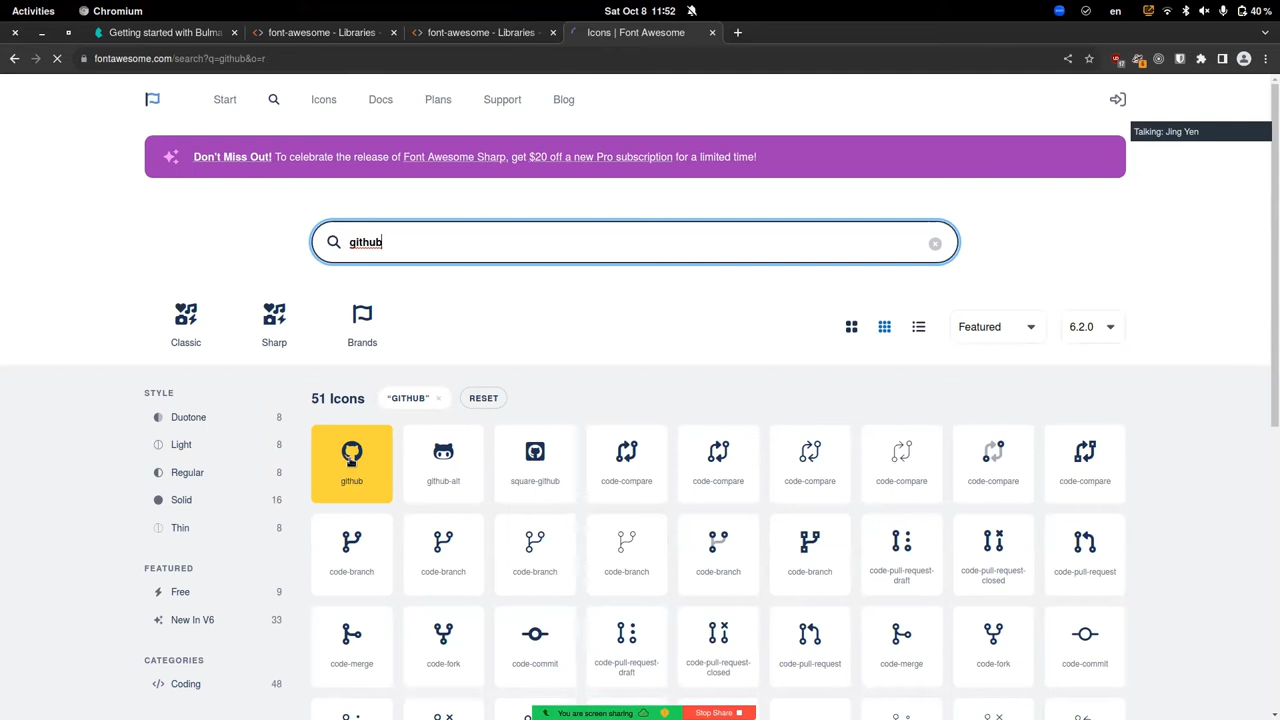 Activities
Chromium
Sat Oct 8 11:52
en
40 %
Getting started with Bulma
font-awesome - Libraries -
font-awesome - Libraries -
Icons | Font Awesome
fontawesome.com/search?q=github&o=r
Start
Icons
Docs
Plans
Support
Blog
Talking: Jing Yen
Don't Miss Out! To celebrate the release of Font Awesome Sharp, get $20 off a new Pro subscription for a limited time!
github
Classic
Sharp
Brands
Featured
6.2.0
STYLE
Duotone 8
Light 8
Regular 8
Solid 16
Thin 8
FEATURED
Free 9
New In V6 33
CATEGORIES
Coding 48
51 Icons
“GITHUB” ×
RESET
github
github-alt
square-github
code-compare
code-compare
code-compare
code-compare
code-compare
code-compare
code-branch
code-branch
code-branch
code-branch
code-branch
code-branch
code-pull-request-
draft
code-pull-request-
closed
code-pull-request
code-merge
code-fork
code-commit
code-pull-request-
draft
code-pull-request-
closed
code-pull-request
code-merge
code-fork
code-commit
You are screen sharing
Stop Share